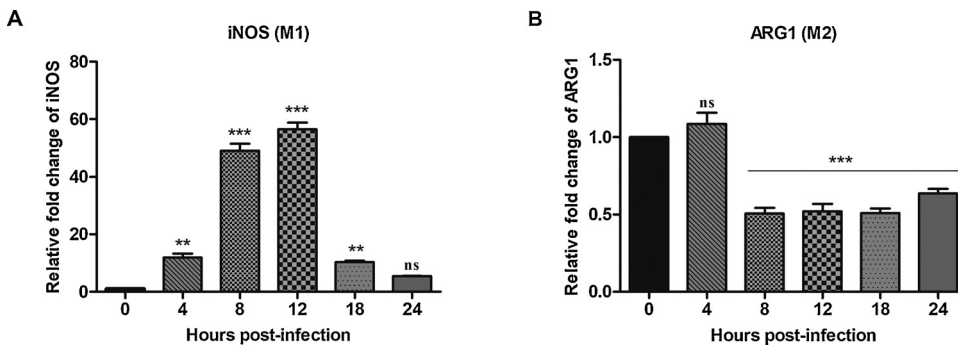 A
iNOS (M1)
Relative fold change of iNOS
80
60
40
20
0
**
***
***
**
ns
0 4 8 12 18 24
Hours post-infection
B
ARG1 (M2)
Relative fold change of ARG1
1.5
1.0
0.5
0.0
ns
***
0 4 8 12 18 24
Hours post-infection